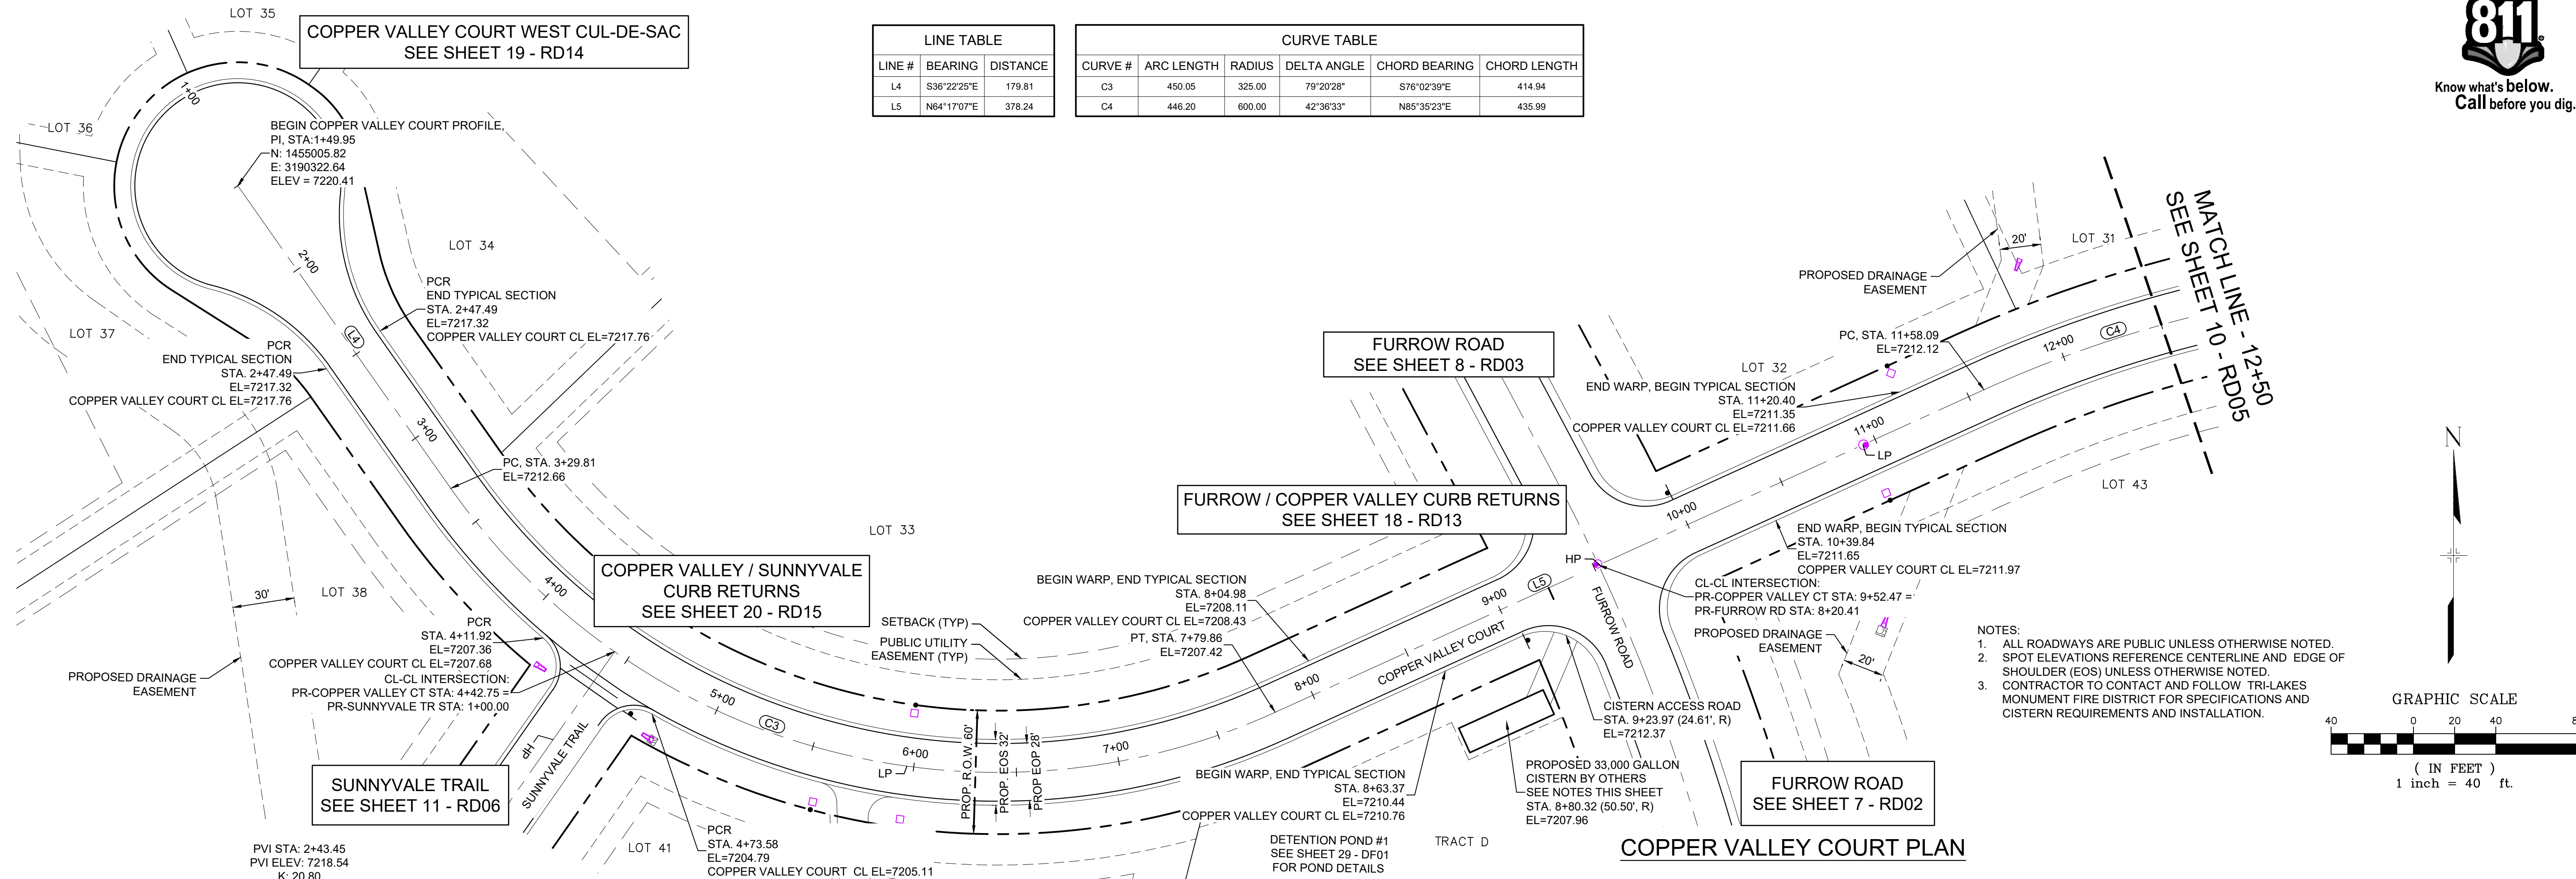 LOT 35
COPPER VALLEY COURT WEST CUL-DE-SAC
SEE SHEET 19 - RD14
LINE TABLE
LINE # BEARING DISTANCE
L4 S36°22'25"E 179.81
L5 N64°17'07"E 378.24
CURVE TABLE
CURVE # ARC LENGTH RADIUS DELTA ANGLE CHORD BEARING CHORD LENGTH
C3 450.05 325.00 79°20'28" S76°02'39"E 414.94
C4 446.20 600.00 42°36'33" N85°35'23"E 435.99
811
®
Know what's below.
Call before you dig.
1+00
LOT 36
BEGIN COPPER VALLEY COURT PROFILE,
PI, STA:1+49.95
N: 1455005.82
E: 3190322.64
ELEV = 7220.41
LOT 34
2+00
PCR
END TYPICAL SECTION
STA. 2+47.49
EL=7217.32
COPPER VALLEY COURT CL EL=7217.76
L4
LOT 37
PCR
END TYPICAL SECTION
STA. 2+47.49
EL=7217.32
COPPER VALLEY COURT CL EL=7217.76
3+00
PC, STA. 3+29.81
EL=7212.66
LOT 33
4+00
COPPER VALLEY / SUNNYVALE
CURB RETURNS
SEE SHEET 20 - RD15
30'
LOT 38
PCR
STA. 4+11.92
EL=7207.36
COPPER VALLEY COURT CL EL=7207.68
CL-CL INTERSECTION:
PR-COPPER VALLEY CT STA: 4+42.75 =
PR-SUNNYVALE TR STA: 1+00.00
PROPOSED DRAINAGE
EASEMENT
HP
SUNNYVALE TRAIL
SUNNYVALE TRAIL
SEE SHEET 11 - RD06
PVI STA: 2+43.45
PVI ELEV: 7218.54
K: 20.80
LOT 41
PCR
STA. 4+73.58
EL=7204.79
COPPER VALLEY COURT CL EL=7205.11
5+00
C3
6+00
LP
PROP. R.O.W. 60'
PROP. EOS 32'
PROP EOP 28'
7+00
SETBACK (TYP)
PUBLIC UTILITY
EASEMENT (TYP)
BEGIN WARP, END TYPICAL SECTION
STA. 8+04.98
EL=7208.11
COPPER VALLEY COURT CL EL=7208.43
PT, STA. 7+79.86
EL=7207.42
8+00
COPPER VALLEY COURT
9+00
L5
BEGIN WARP, END TYPICAL SECTION
STA. 8+63.37
EL=7210.44
COPPER VALLEY COURT CL EL=7210.76
DETENTION POND #1
SEE SHEET 29 - DF01
FOR POND DETAILS
TRACT D
PROPOSED 33,000 GALLON
CISTERN BY OTHERS
SEE NOTES THIS SHEET
STA. 8+80.32 (50.50', R)
EL=7207.96
CISTERN ACCESS ROAD
STA. 9+23.97 (24.61', R)
EL=7212.37
FURROW / COPPER VALLEY CURB RETURNS
SEE SHEET 18 - RD13
FURROW ROAD
SEE SHEET 8 - RD03
HP
FURROW ROAD
CL-CL INTERSECTION:
PR-COPPER VALLEY CT STA: 9+52.47 =
PR-FURROW RD STA: 8+20.41
PROPOSED DRAINAGE
EASEMENT
20'
FURROW ROAD
SEE SHEET 7 - RD02
COPPER VALLEY COURT PLAN
10+00
11+00
LP
END WARP, BEGIN TYPICAL SECTION
STA. 10+39.84
EL=7211.65
COPPER VALLEY COURT CL EL=7211.97
LOT 32
END WARP, BEGIN TYPICAL SECTION
STA. 11+20.40
EL=7211.35
COPPER VALLEY COURT CL EL=7211.66
PC, STA. 11+58.09
EL=7212.12
PROPOSED DRAINAGE
EASEMENT
20'
LOT 31
12+00
C4
MATCH LINE - 12+50
SEE SHEET 10 - RD05
LOT 43
NOTES:
1. ALL ROADWAYS ARE PUBLIC UNLESS OTHERWISE NOTED.
2. SPOT ELEVATIONS REFERENCE CENTERLINE AND EDGE OF
SHOULDER (EOS) UNLESS OTHERWISE NOTED.
3. CONTRACTOR TO CONTACT AND FOLLOW TRI-LAKES
MONUMENT FIRE DISTRICT FOR SPECIFICATIONS AND
CISTERN REQUIREMENTS AND INSTALLATION.
N
GRAPHIC SCALE
40 0 20 40
( IN FEET )
1 inch = 40 ft.